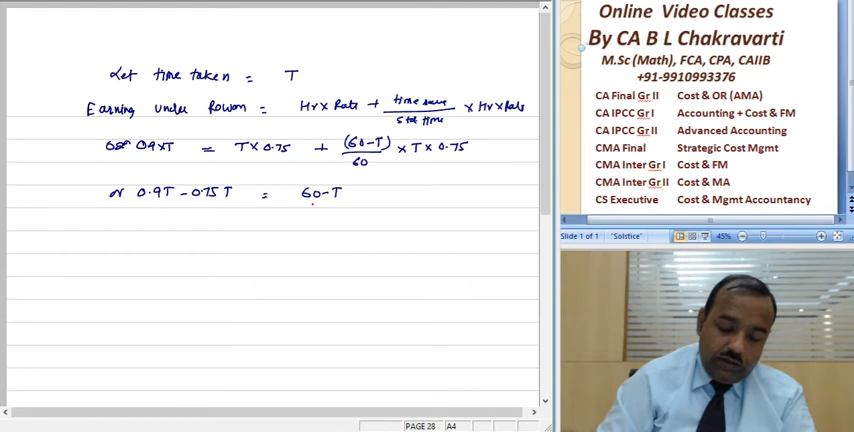 Let time taken = T
Earning under Rowan = Hr x Rate + time save / Std time x Hr x Rate
0.9xT = T x 0.75 + (60-T) / 60 x T x 0.75
or 0.9T - 0.75T = 60-T
Online Video Classes
By CA B L Chakravarti
M.Sc(Math), FCA, CPA, CAIIB
+91-9910993376
CA Final Gr II Cost & OR (AMA)
CA IPCC Gr I Accounting + Cost & FM
CA IPCC Gr II Advanced Accounting
CMA Final Strategic Cost Mgmt
CMA Inter Gr I Cost & FM
CMA Inter Gr II Cost & MA
CS Executive Cost & Mgmt Accountancy
Slide 1 of 1 "Solstice" 45%
PAGE 28 A4